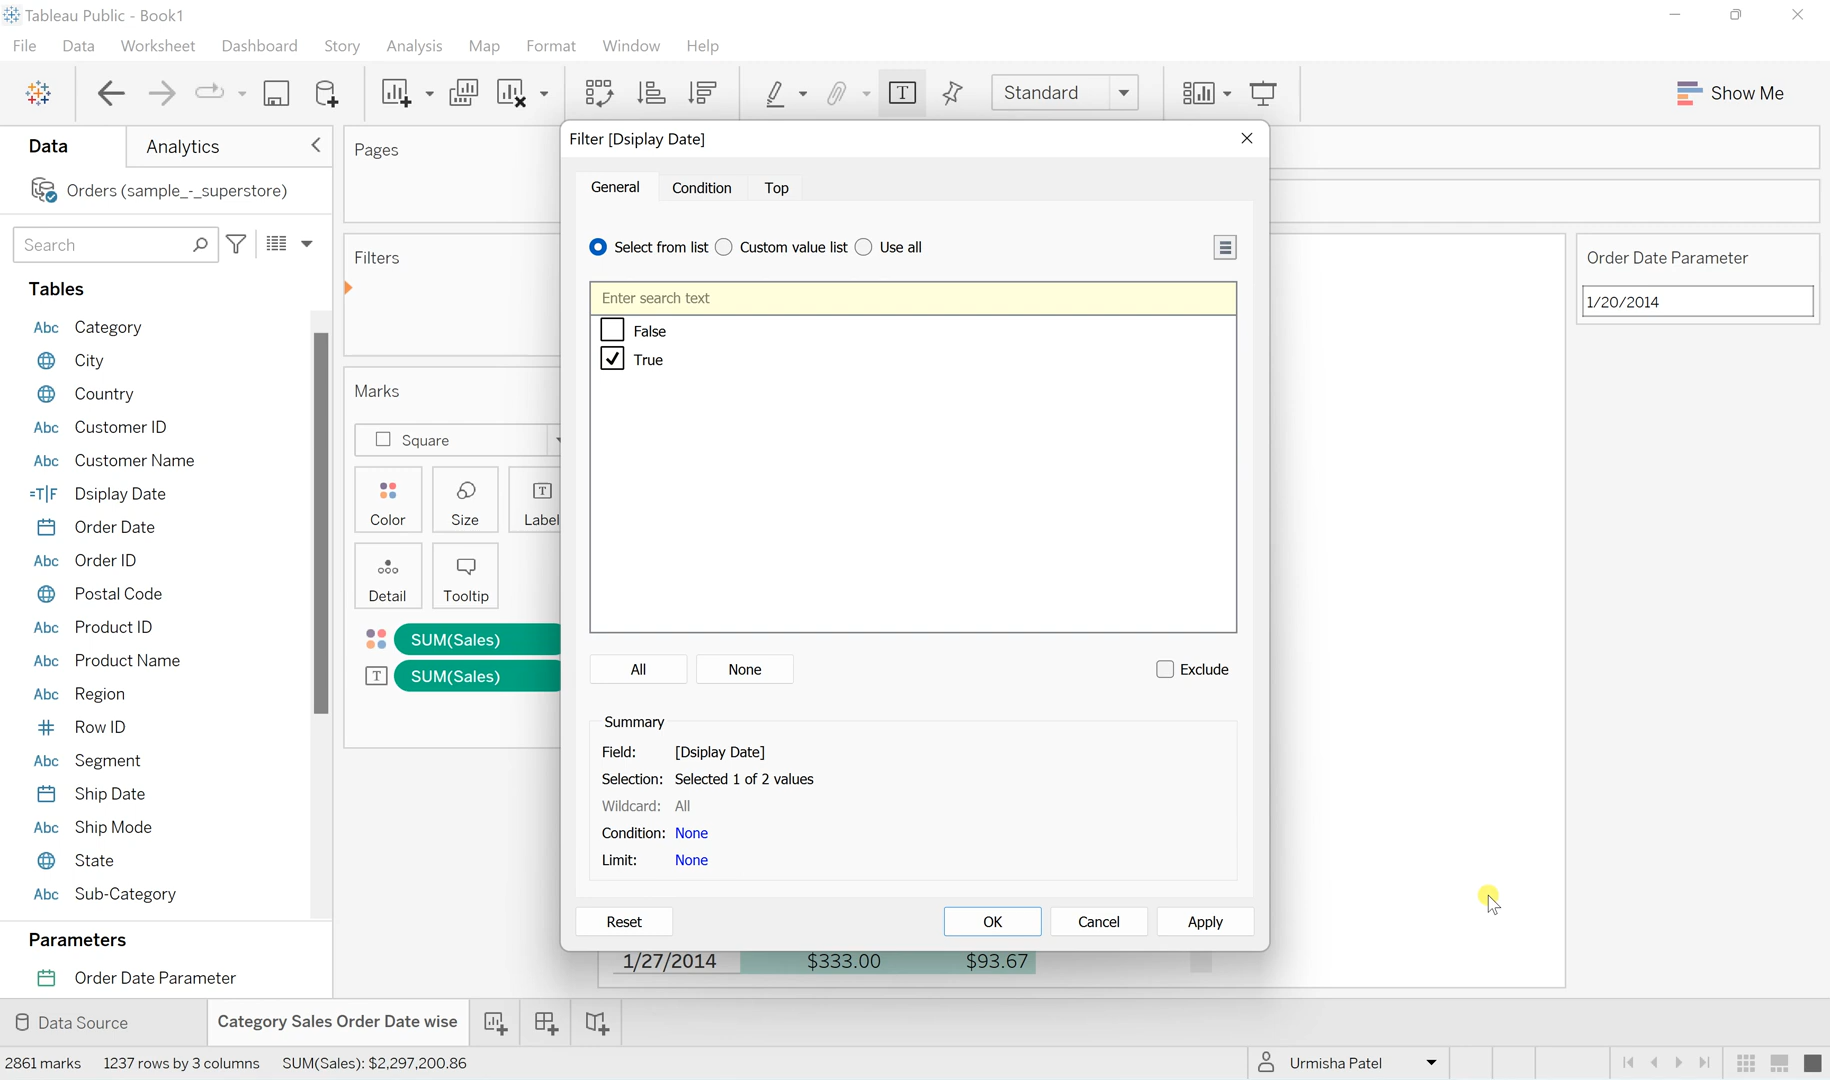 Tableau Public - Book1
File Data Worksheet Dashboard Story Analysis Map Format Window Help
Standard
Show Me
Data Analytics
Orders (sample_-_superstore)
Search
Tables
Abc Category
City
Country
Abc Customer ID
Abc Customer Name
=T|F Dsiplay Date
Order Date
Abc Order ID
Postal Code
Abc Product ID
Abc Product Name
Abc Region
# Row ID
Abc Segment
Ship Date
Abc Ship Mode
State
Abc Sub-Category
Parameters
Order Date Parameter
Pages
Filters
Marks
Square
Color Size Label
Detail Tooltip
SUM(Sales)
SUM(Sales)
Filter [Dsiplay Date]
General Condition Top
Select from list Custom value list Use all
Enter search text
False
True
All None Exclude
Summary
Field: [Dsiplay Date]
Selection: Selected 1 of 2 values
Wildcard: All
Condition: None
Limit: None
Reset OK Cancel Apply
1/27/2014 $333.00 $93.67
Order Date Parameter
1/20/2014
Data Source Category Sales Order Date wise
2861 marks 1237 rows by 3 columns SUM(Sales): $2,297,200.86
Urmisha Patel